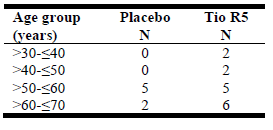 Age group Placebo Tio R5
(years) N N
>30-≤40 0 2
>40-≤50 0 2
>50-≤60 5 5
>60-≤70 2 6